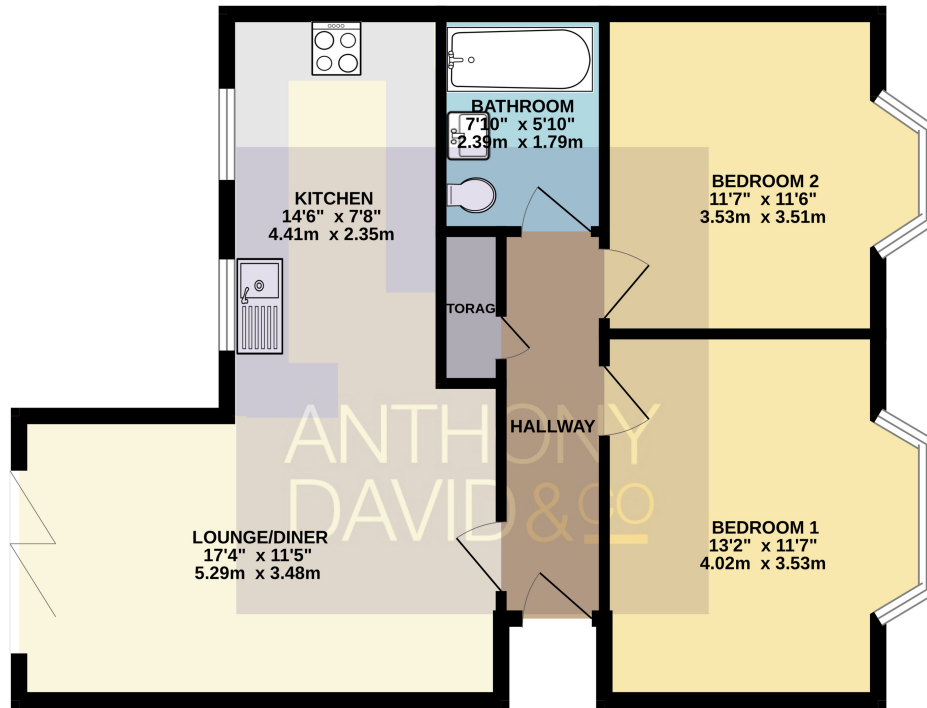 BATHROOM
7'10" x 5'10"
2.39m x 1.79m
KITCHEN
14'6" x 7'8"
4.41m x 2.35m
BEDROOM 2
11'7" x 11'6"
3.53m x 3.51m
TORAG
HALLWAY
ANTHONY
DAVID & CO
LOUNGE/DINER
17'4" x 11'5"
5.29m x 3.48m
BEDROOM 1
13'2" x 11'7"
4.02m x 3.53m